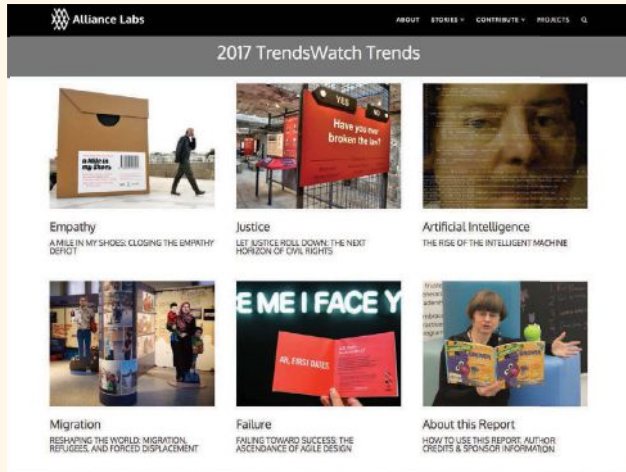 Alliance Labs
ABOUT STORIES CONTRIBUTE PROJECTS
2017 TrendsWatch Trends
a Mile in
my Shoes
YES
NO
Have you ever
broken the law?
Empathy
A MILE IN MY SHOES: CLOSING THE EMPATHY
DEFICIT
Justice
LET JUSTICE ROLL DOWN: THE NEXT
HORIZON OF CIVIL RIGHTS
Artificial Intelligence
THE RISE OF THE INTELLIGENT MACHINE
E ME I FACE Y
AH, FIRST DATES
Migration
RESHAPING THE WORLD: MIGRATION,
REFUGEES, AND FORCED DISPLACEMENT
Failure
FAILING TOWARD SUCCESS: THE
ASCENDANCE OF AGILE DESIGN
About this Report
HOW TO USE THIS REPORT, AUTHOR
CREDITS & SPONSOR INFORMATION